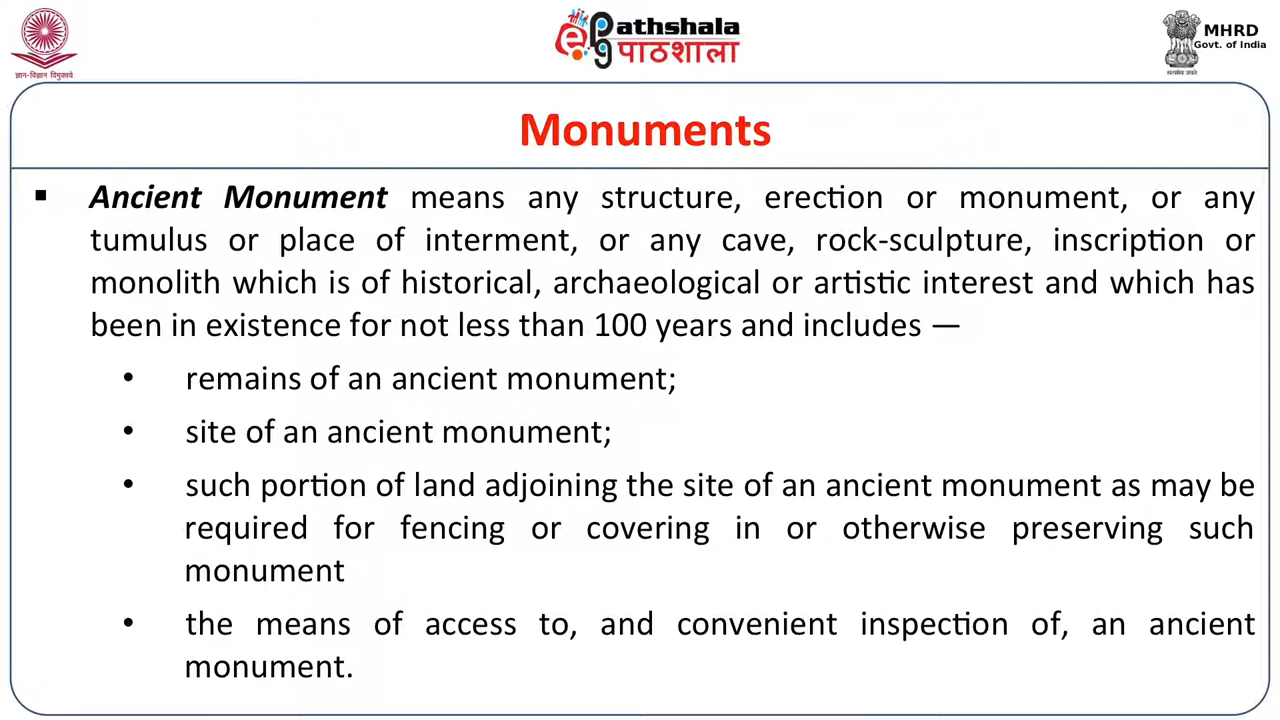 ज्ञान-विज्ञान विमुक्तये
ePathshala
पाठशाला
MHRD
Govt. of India
सत्यमेव जयते
Monuments
▪ Ancient Monument means any structure, erection or monument, or any
tumulus or place of interment, or any cave, rock-sculpture, inscription or
monolith which is of historical, archaeological or artistic interest and which has
been in existence for not less than 100 years and includes —
• remains of an ancient monument;
• site of an ancient monument;
• such portion of land adjoining the site of an ancient monument as may be
required for fencing or covering in or otherwise preserving such
monument
• the means of access to, and convenient inspection of, an ancient
monument.